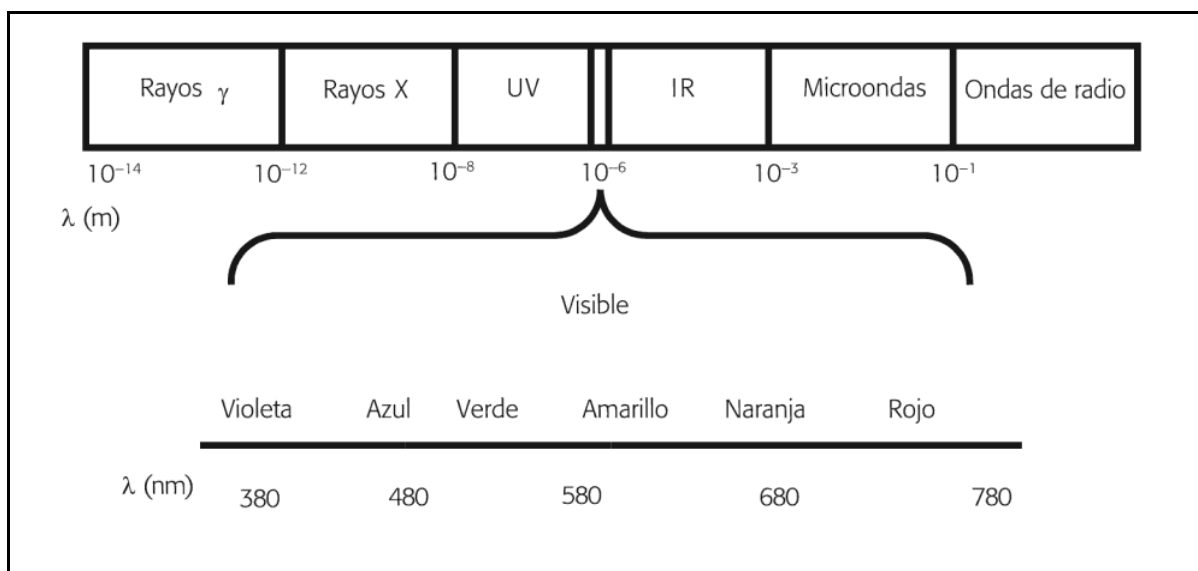 Rayos γ Rayos X UV IR Microondas Ondas de radio
10⁻¹⁴ 10⁻¹² 10⁻⁸ 10⁻⁶ 10⁻³ 10⁻¹
λ (m)
Visible
Violeta Azul Verde Amarillo Naranja Rojo
λ (nm) 380 480 580 680 780